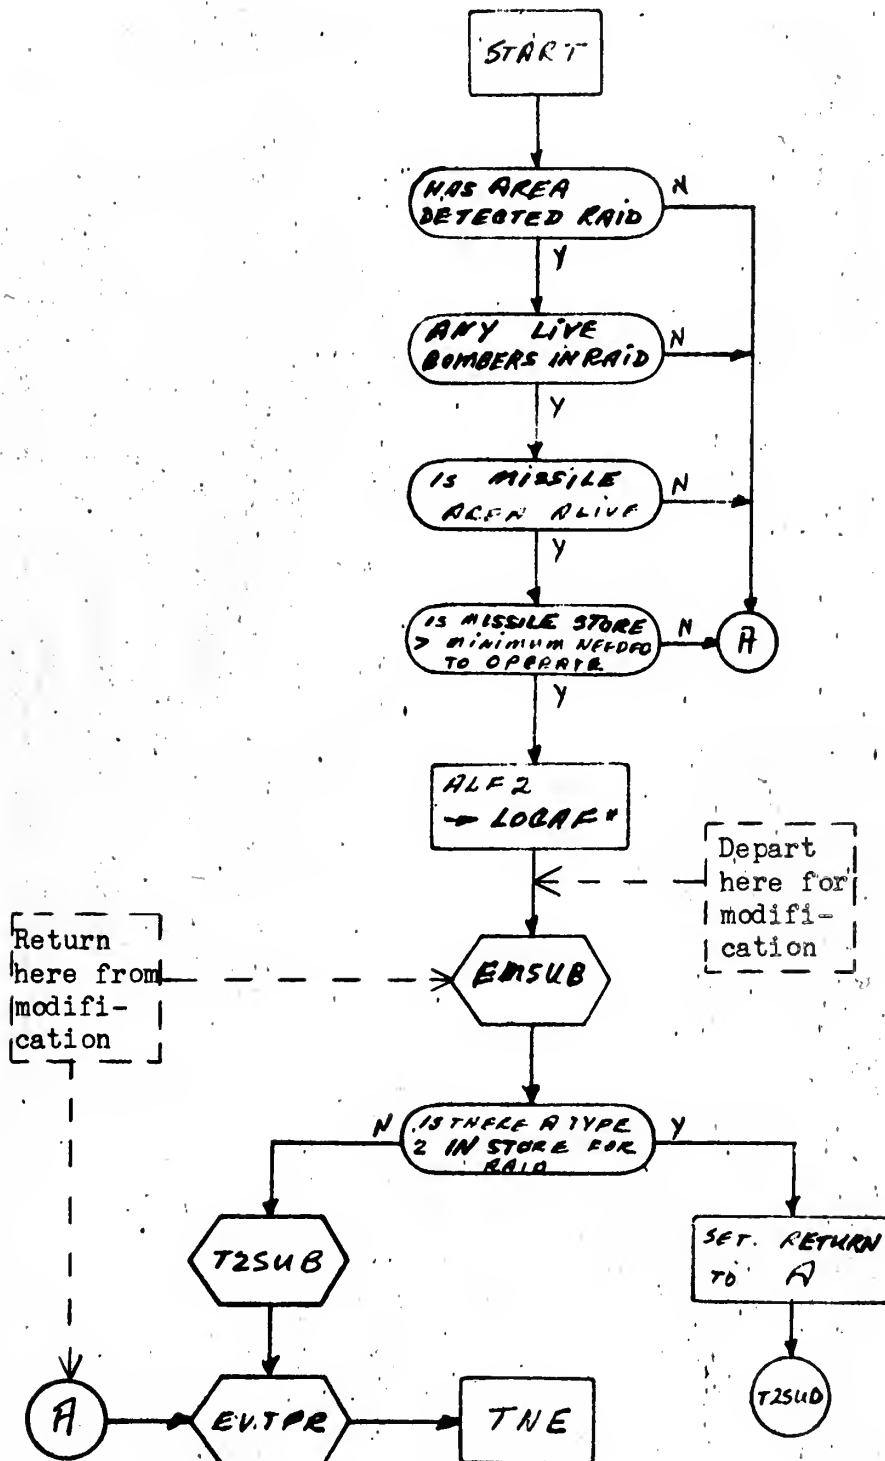 START
HAS AREA
DETECTED RAID
N
Y
ANY LIVE
BOMBERS IN RAID
N
Y
IS MISSILE
AREA ALIVE
N
Y
IS MISSILE STORE
> MINIMUM NEEDED
TO OPERATE
N
A
Y
ALF2
→ LOCAF"
Depart
here for
modifi-
cation
Return
here from
modifi-
cation
EMSUB
N
IS THERE A TYPE
2 IN STORE FOR
RAID
Y
T2SUB
SET. RETURN
TO A
T2SUB
A
EV.TPR
TNE